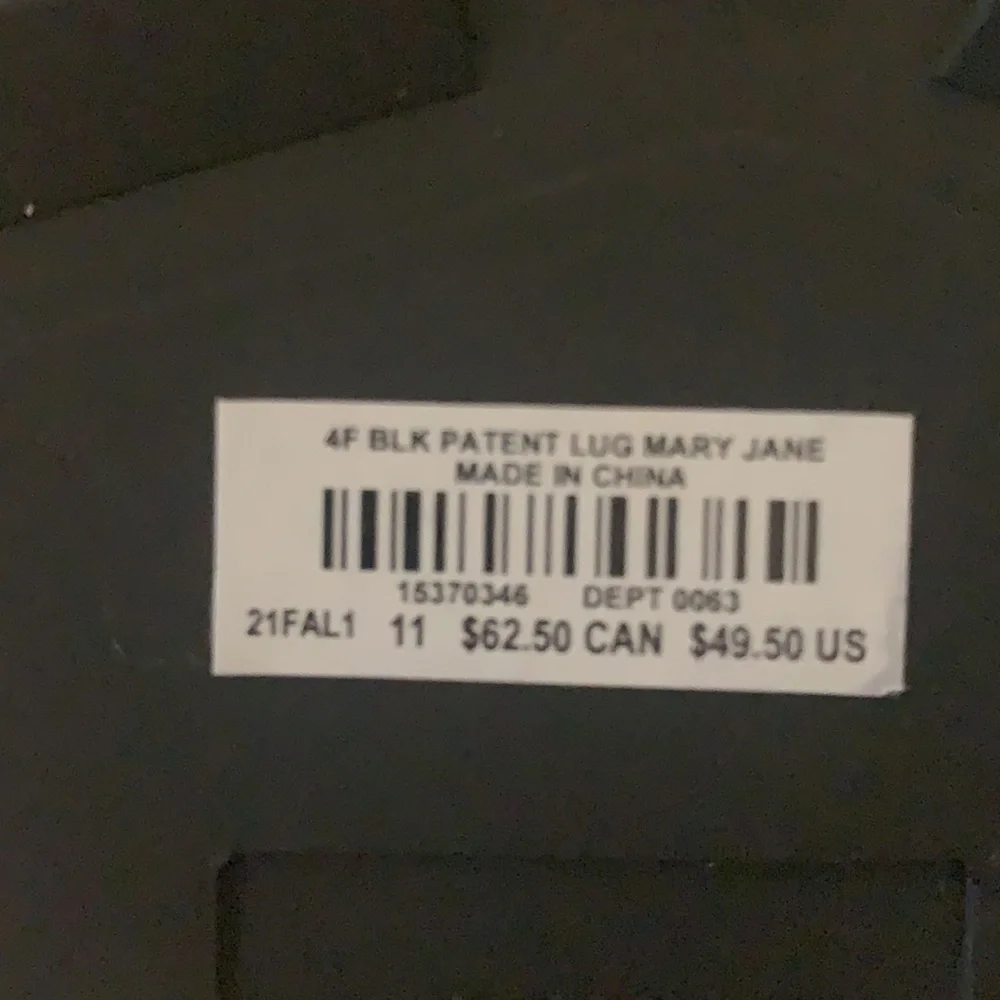 4F BLK PATENT LUG MARY JANE
MADE IN CHINA
15370346 DEPT 0063
21FAL1 11 $62.50 CAN $49.50 US